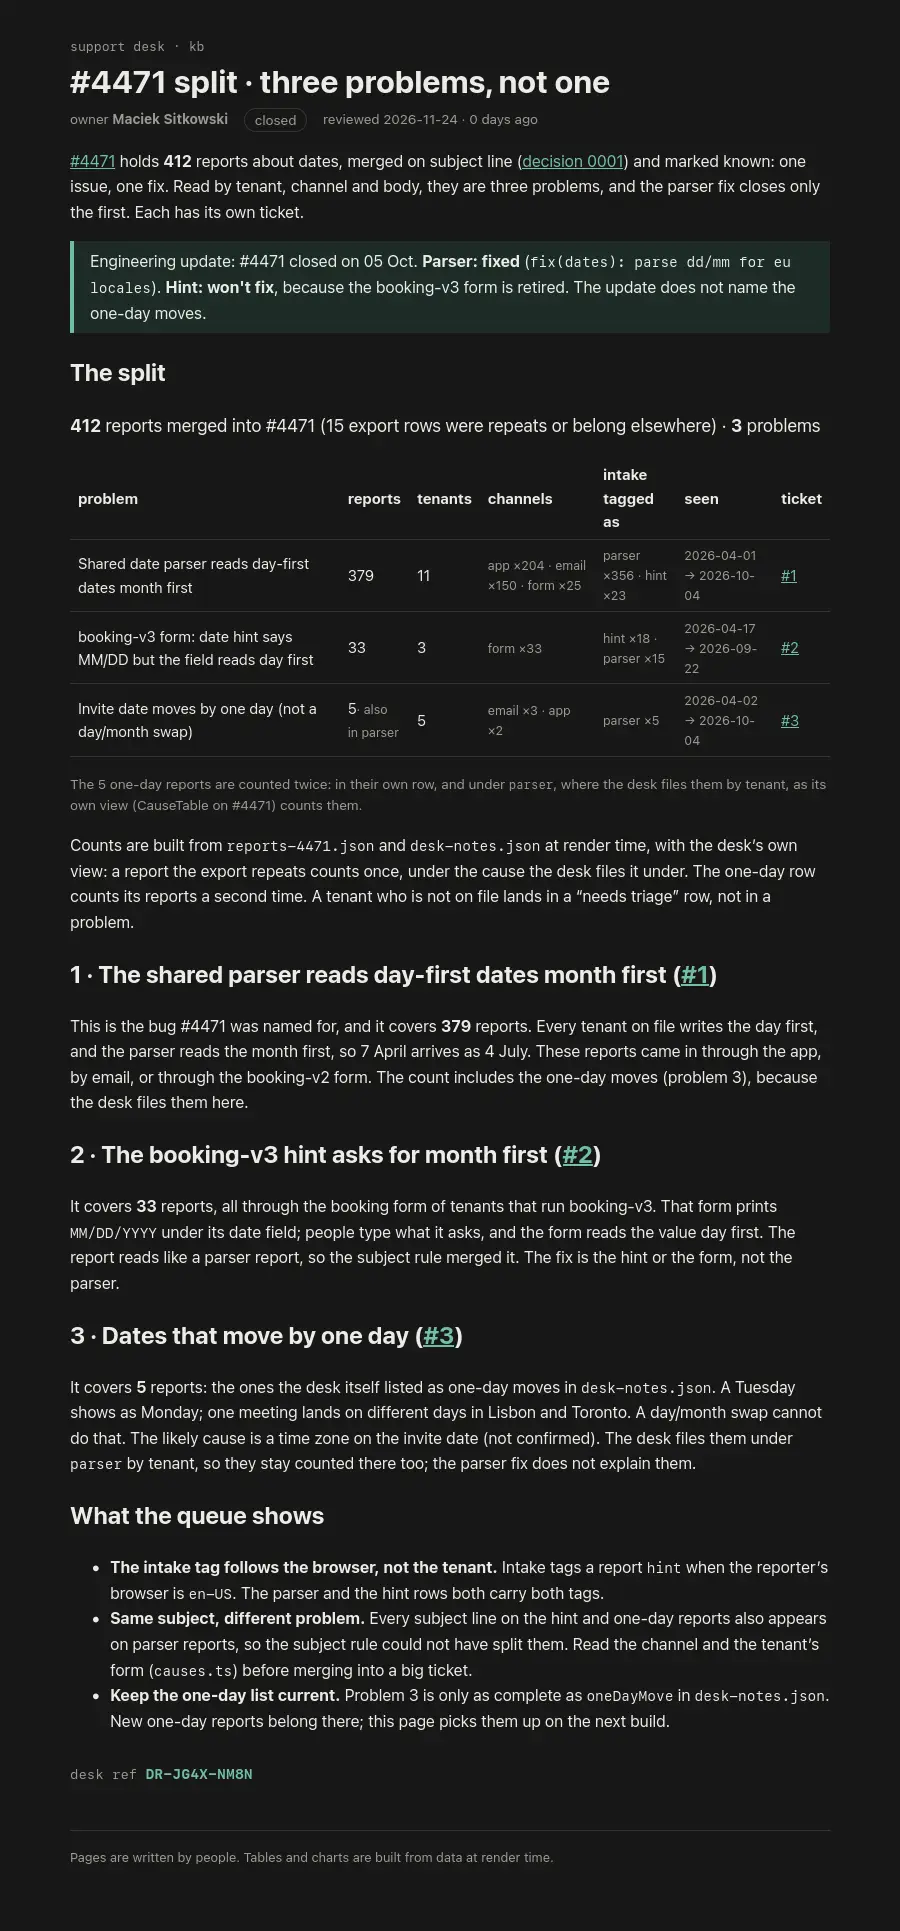 support desk · kb
#4471 split · three problems, not one
owner Maciek Sitkowski closed reviewed 2026-11-24 · 0 days ago
#4471 holds 412 reports about dates, merged on subject line (decision 0001) and marked known: one
issue, one fix. Read by tenant, channel and body, they are three problems, and the parser fix closes only
the first. Each has its own ticket.
Engineering update: #4471 closed on 05 Oct. Parser: fixed (fix(dates): parse dd/mm for eu
locales). Hint: won't fix, because the booking-v3 form is retired. The update does not name the
one-day moves.
The split
412 reports merged into #4471 (15 export rows were repeats or belong elsewhere) · 3 problems
problem reports tenants channels intake tagged as seen ticket
Shared date parser reads day-first dates month first 379 11 app ×204 · email ×150 · form ×25 parser ×356 · hint ×23 2026-04-01 → 2026-10-04 #1
booking-v3 form: date hint says MM/DD but the field reads day first 33 3 form ×33 hint ×18 · parser ×15 2026-04-17 → 2026-09-22 #2
Invite date moves by one day (not a day/month swap) 5 · also in parser 5 email ×3 · app ×2 parser ×5 2026-04-02 → 2026-10-04 #3
The 5 one-day reports are counted twice: in their own row, and under parser, where the desk files them by tenant, as its
own view (CauseTable on #4471) counts them.
Counts are built from reports-4471.json and desk-notes.json at render time, with the desk's own
view: a report the export repeats counts once, under the cause the desk files it under. The one-day row
counts its reports a second time. A tenant who is not on file lands in a “needs triage” row, not in a
problem.
1 · The shared parser reads day-first dates month first (#1)
This is the bug #4471 was named for, and it covers 379 reports. Every tenant on file writes the day first,
and the parser reads the month first, so 7 April arrives as 4 July. These reports came in through the app,
by email, or through the booking-v2 form. The count includes the one-day moves (problem 3), because
the desk files them here.
2 · The booking-v3 hint asks for month first (#2)
It covers 33 reports, all through the booking form of tenants that run booking-v3. That form prints
MM/DD/YYYY under its date field; people type what it asks, and the form reads the value day first. The
report reads like a parser report, so the subject rule merged it. The fix is the hint or the form, not the
parser.
3 · Dates that move by one day (#3)
It covers 5 reports: the ones the desk itself listed as one-day moves in desk-notes.json. A Tuesday
shows as Monday; one meeting lands on different days in Lisbon and Toronto. A day/month swap cannot
do that. The likely cause is a time zone on the invite date (not confirmed). The desk files them under
parser by tenant, so they stay counted there too; the parser fix does not explain them.
What the queue shows
• The intake tag follows the browser, not the tenant. Intake tags a report hint when the reporter's
browser is en-US. The parser and the hint rows both carry both tags.
• Same subject, different problem. Every subject line on the hint and one-day reports also appears
on parser reports, so the subject rule could not have split them. Read the channel and the tenant's
form (causes.ts) before merging into a big ticket.
• Keep the one-day list current. Problem 3 is only as complete as oneDayMove in desk-notes.json.
New one-day reports belong there; this page picks them up on the next build.
desk ref DR-JG4X-NM8N
Pages are written by people. Tables and charts are built from data at render time.